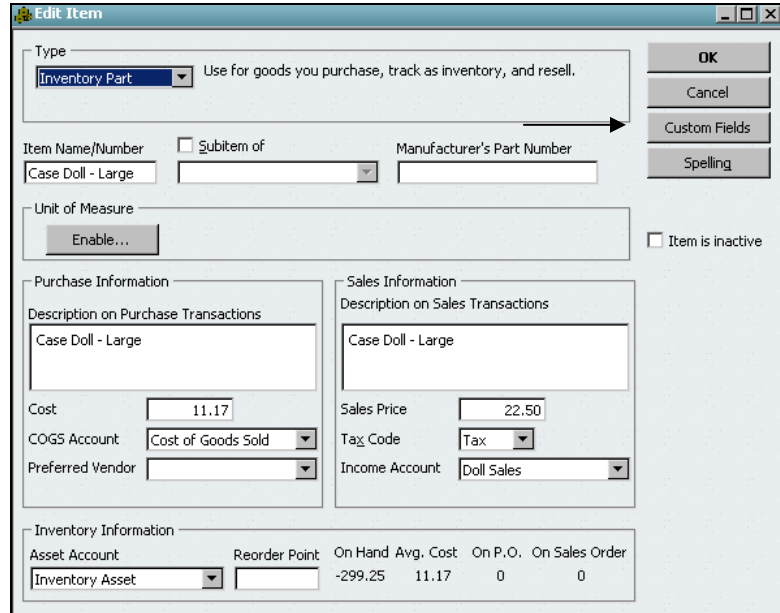 Edit Item
Type
Inventory Part
Use for goods you purchase, track as inventory, and resell.
OK
Cancel
Custom Fields
Spelling
Item Name/Number
Subitem of
Manufacturer's Part Number
Case Doll - Large
Unit of Measure
Enable...
Item is inactive
Purchase Information
Description on Purchase Transactions
Case Doll - Large
Cost 11.17
COGS Account Cost of Goods Sold
Preferred Vendor
Sales Information
Description on Sales Transactions
Case Doll - Large
Sales Price 22.50
Tax Code Tax
Income Account Doll Sales
Inventory Information
Asset Account Reorder Point On Hand Avg. Cost On P.O. On Sales Order
Inventory Asset -299.25 11.17 0 0